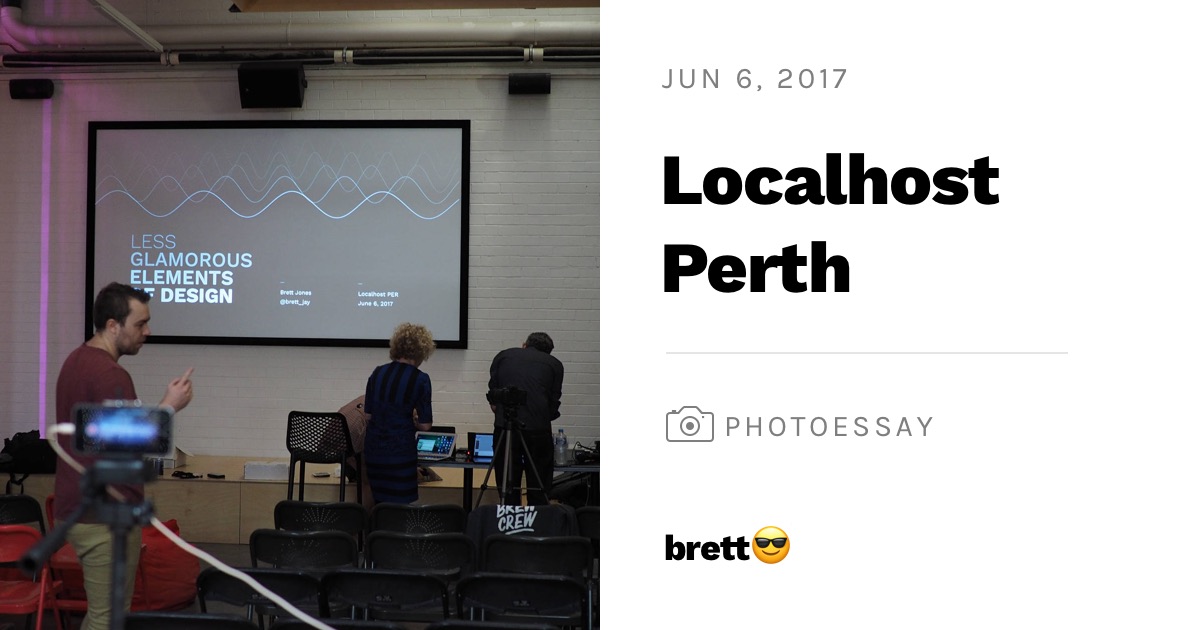 LESS
GLAMOROUS
ELEMENTS
OF DESIGN
Brett Jones
@brett_jay
Localhost PER
June 6, 2017
BREW
CREW
JUN 6, 2017
Localhost
Perth
PHOTOESSAY
brett😎